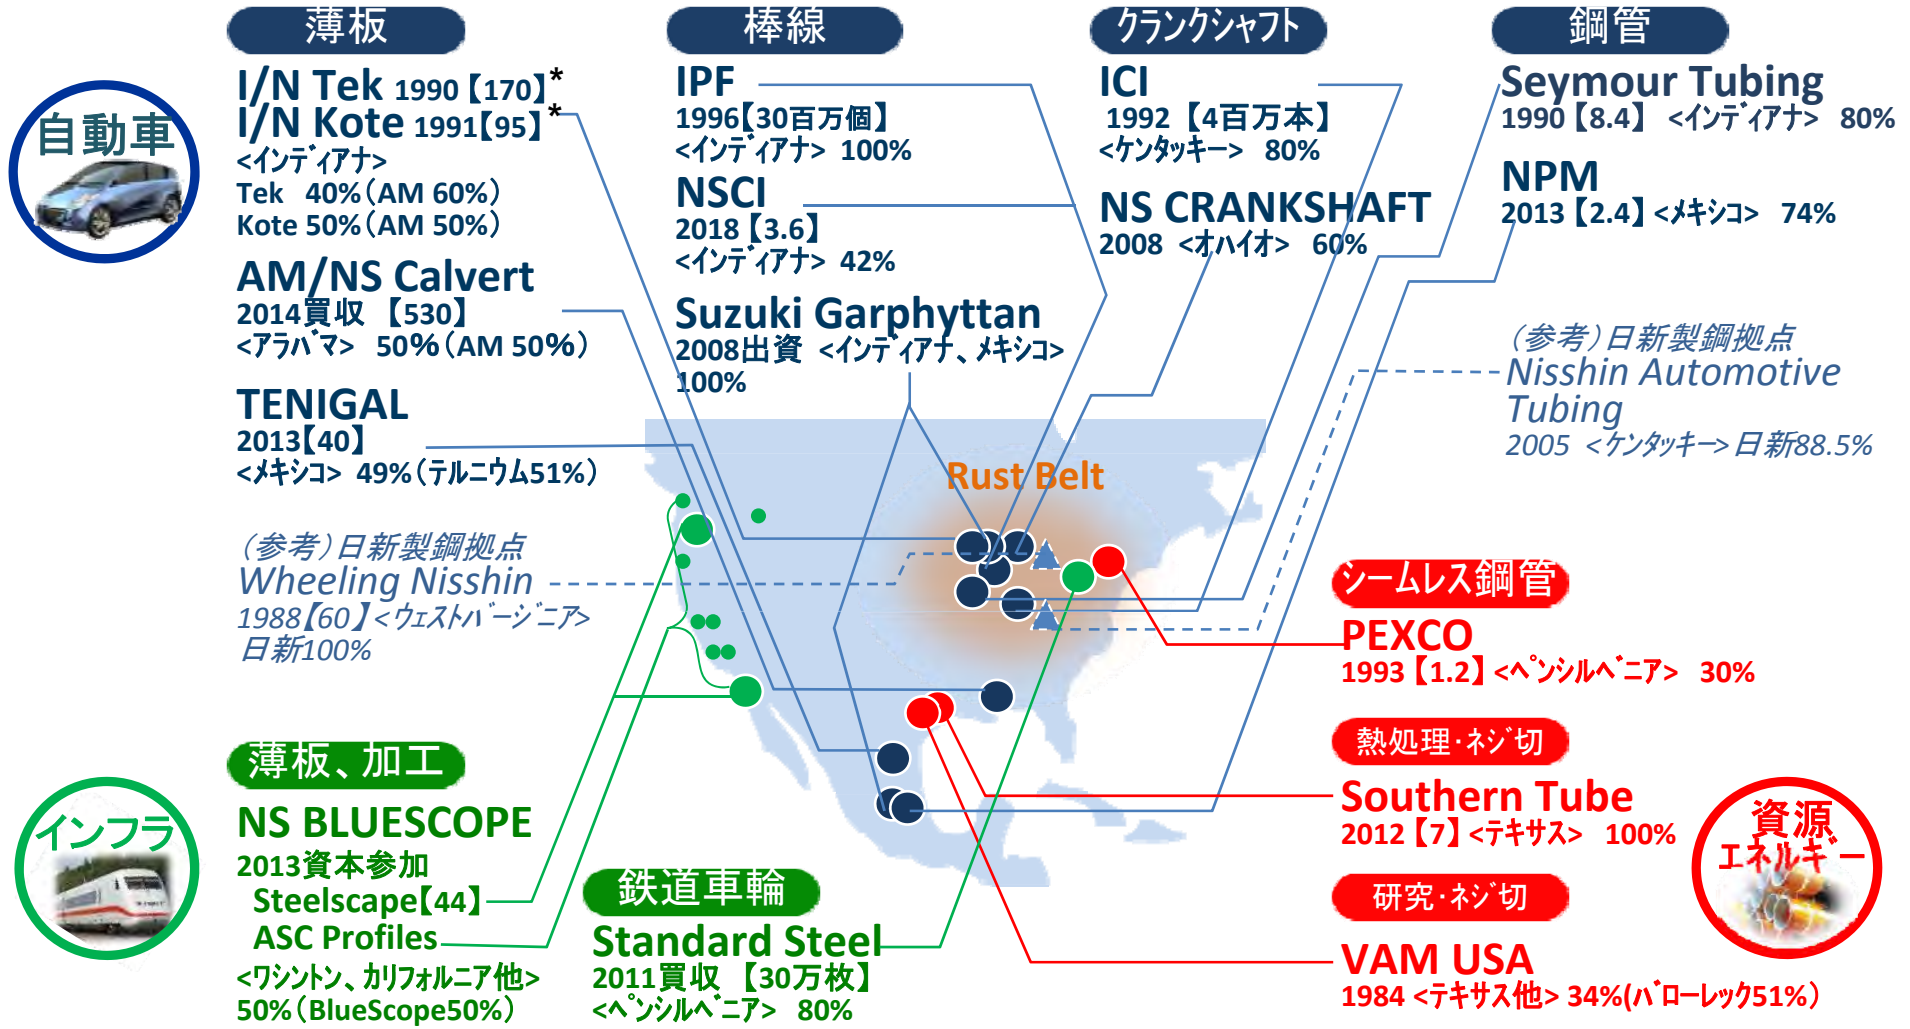 自動車
薄板
I/N Tek 1990【170】*
I/N Kote 1991【95】*
<インディアナ>
Tek 40%（AM 60%）
Kote 50%（AM 50%）
AM/NS Calvert
2014買収 【530】
<アラバマ> 50%（AM 50%）
TENIGAL
2013【40】
<メキシコ> 49%（テルニウム51%）
（参考）日新製鋼拠点
Wheeling Nisshin
1988【60】<ウェストバージニア>
日新100%
棒線
IPF
1996【30百万個】
<インディアナ> 100%
NSCI
2018【3.6】
<インディアナ> 42%
Suzuki Garphyttan
2008出資 <インディアナ、メキシコ>
100%
クランクシャフト
ICI
1992 【4百万本】
<ケンタッキー> 80%
NS CRANKSHAFT
2008 <オハイオ> 60%
鋼管
Seymour Tubing
1990【8.4】 <インディアナ> 80%
NPM
2013【2.4】<メキシコ> 74%
（参考）日新製鋼拠点
Nisshin Automotive
Tubing
2005 <ケンタッキー>日新88.5%
Rust Belt
インフラ
薄板、加工
NS BLUESCOPE
2013資本参加
Steelscape【44】
ASC Profiles
<ワシントン、カリフォルニア他>
50%（BlueScope50%）
鉄道車輪
Standard Steel
2011買収 【30万枚】
<ペンシルベニア> 80%
シームレス鋼管
PEXCO
1993【1.2】<ペンシルベニア> 30%
熱処理・ネジ切
Southern Tube
2012【7】<テキサス> 100%
研究・ネジ切
VAM USA
1984 <テキサス他> 34%(バローレック51%）
資源
エネルギー